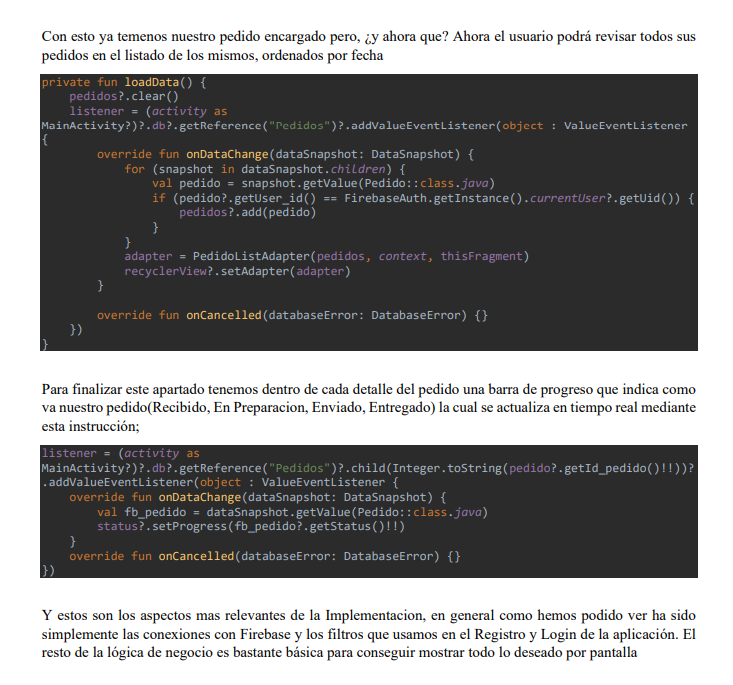 Con esto ya temenos nuestro pedido encargado pero, ¿y ahora que? Ahora el usuario podrá revisar todos sus
pedidos en el listado de los mismos, ordenados por fecha
private fun loadData() {
pedidos?.clear()
listener = (activity as
MainActivity?)?.db?.getReference("Pedidos")?.addValueEventListener(object : ValueEventListener
{
override fun onDataChange(dataSnapshot: DataSnapshot) {
for (snapshot in dataSnapshot.children) {
val pedido = snapshot.getValue(Pedido::class.java)
if (pedido?.getUser_id() == FirebaseAuth.getInstance().currentUser?.getUid()) {
pedidos?.add(pedido)
}
}
adapter = PedidoListAdapter(pedidos, context, thisFragment)
recyclerView?.setAdapter(adapter)
}
override fun onCancelled(databaseError: DatabaseError) {}
})
}
Para finalizar este apartado tenemos dentro de cada detalle del pedido una barra de progreso que indica como
va nuestro pedido(Recibido, En Preparacion, Enviado, Entregado) la cual se actualiza en tiempo real mediante
esta instrucción;
listener = (activity as
MainActivity?)?.db?.getReference("Pedidos")?.child(Integer.toString(pedido?.getId_pedido()!!))?
.addValueEventListener(object : ValueEventListener {
override fun onDataChange(dataSnapshot: DataSnapshot) {
val fb_pedido = dataSnapshot.getValue(Pedido::class.java)
status?.setProgress(fb_pedido?.getStatus()!!)
}
override fun onCancelled(databaseError: DatabaseError) {}
})
Y estos son los aspectos mas relevantes de la Implementacion, en general como hemos podido ver ha sido
simplemente las conexiones con Firebase y los filtros que usamos en el Registro y Login de la aplicación. El
resto de la lógica de negocio es bastante básica para conseguir mostrar todo lo deseado por pantalla